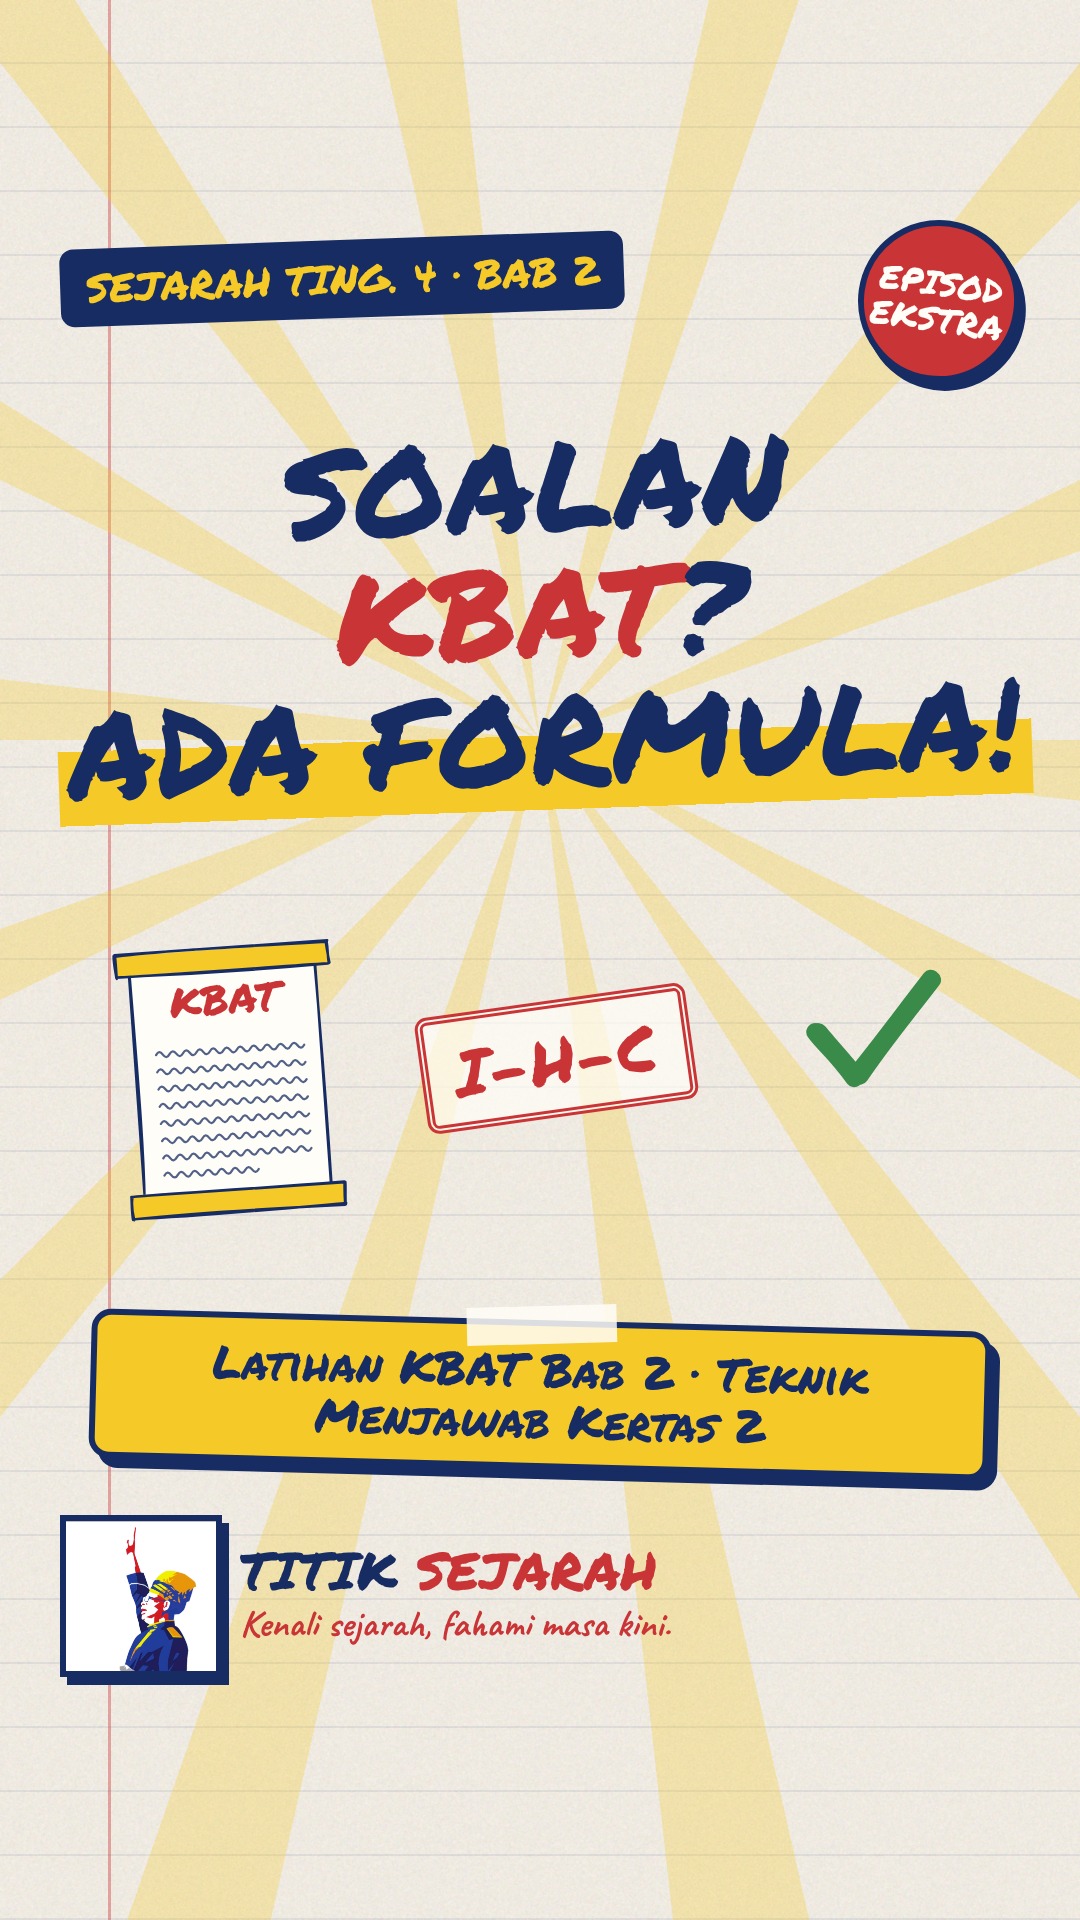 SEJARAH TING. 4 · BAB 2
EPISOD
EKSTRA
SOALAN
KBAT?
ADA FORMULA!
KBAT
I-H-C
LATIHAN KBAT BAB 2 · TEKNIK
MENJAWAB KERTAS 2
TITIK SEJARAH
Kenali sejarah, fahami masa kini.